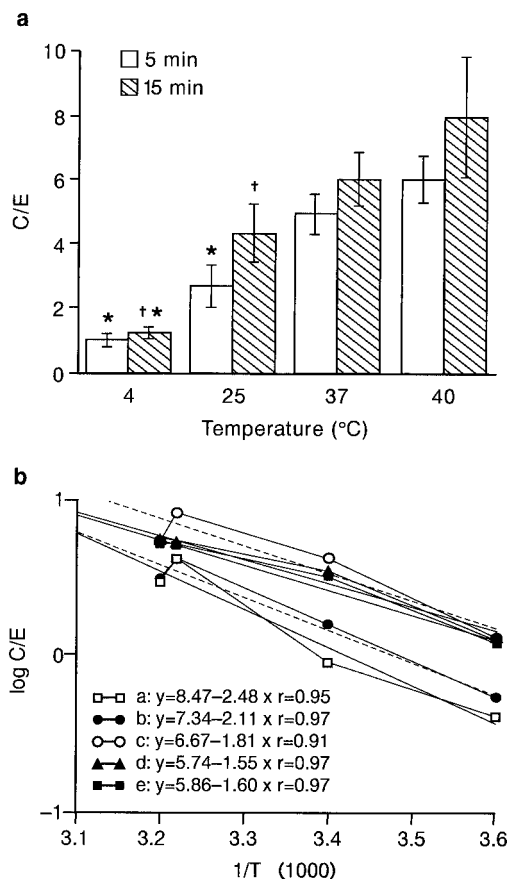 a
10
8
6
4
2
0
C/E
5 min
15 min
*
† *
*
†
4 25 37 40
Temperature (°C)
b
1
0
−1
log C/E
a: y=8.47–2.48 x r=0.95
b: y=7.34–2.11 x r=0.97
c: y=6.67–1.81 x r=0.91
d: y=5.74–1.55 x r=0.97
e: y=5.86–1.60 x r=0.97
3.1 3.2 3.3 3.4 3.5 3.6
1/T (1000)